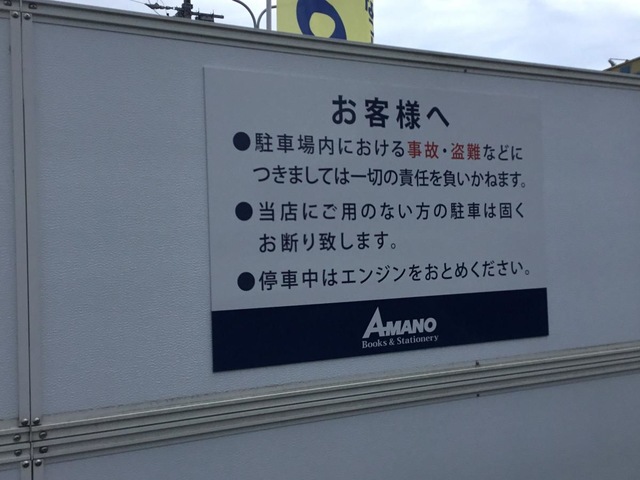 お客様へ
●駐車場内における事故・盗難などに
つきましては一切の責任を負いかねます。
●当店にご用のない方の駐車は固く
お断り致します。
●停車中はエンジンをおとめください。
AMANO
Books & Stationery